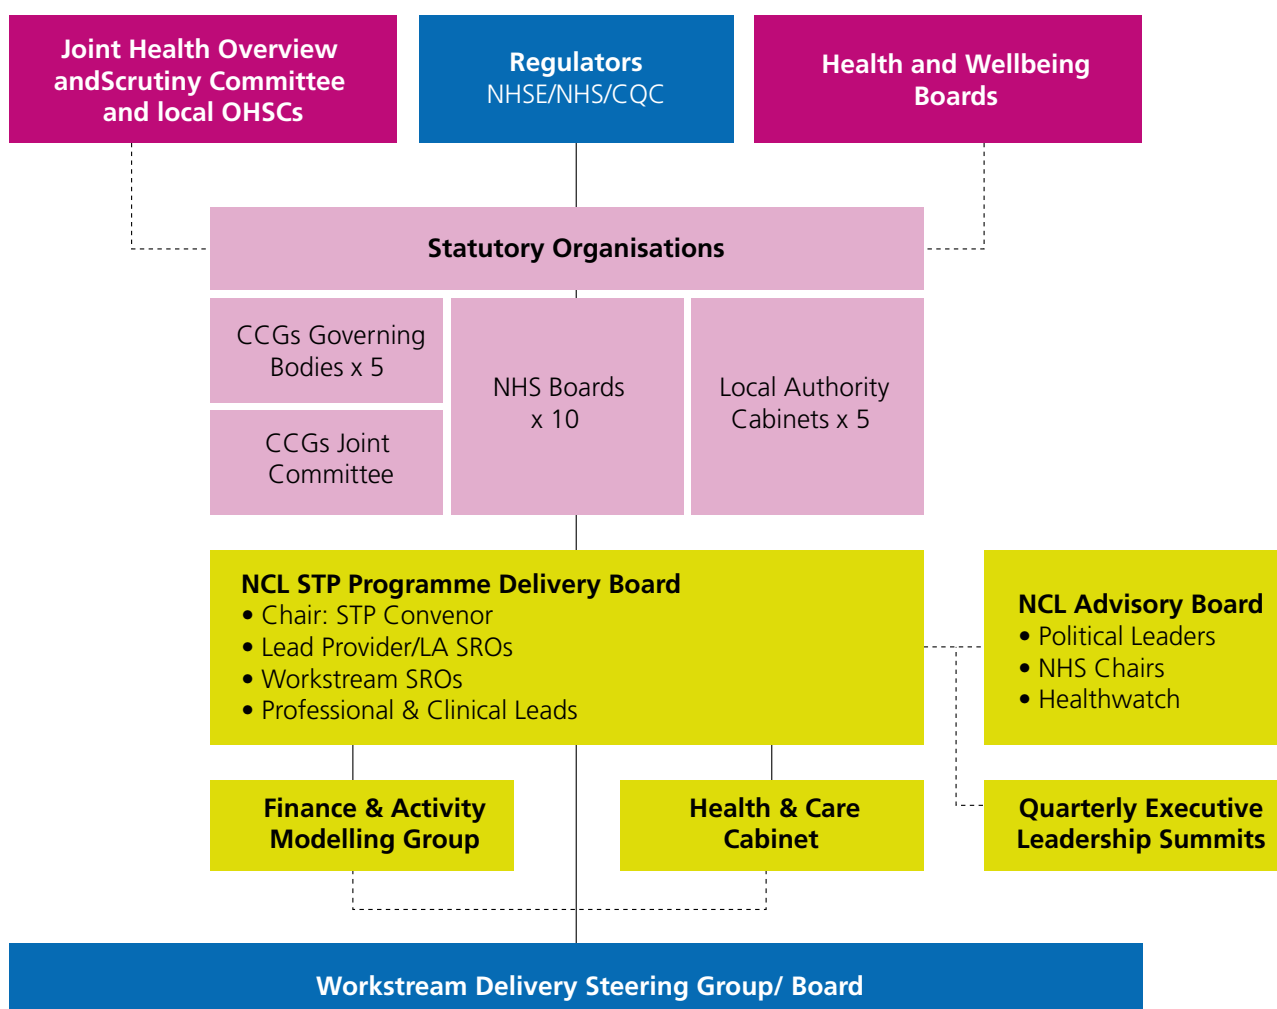 Joint Health Overview
andScrutiny Committee
and local OHSCs
Regulators
NHSE/NHS/CQC
Health and Wellbeing
Boards
Statutory Organisations
CCGs Governing
Bodies x 5
CCGs Joint
Committee
NHS Boards
x 10
Local Authority
Cabinets x 5
NCL STP Programme Delivery Board
• Chair: STP Convenor
• Lead Provider/LA SROs
• Workstream SROs
• Professional & Clinical Leads
NCL Advisory Board
• Political Leaders
• NHS Chairs
• Healthwatch
Finance & Activity
Modelling Group
Health & Care
Cabinet
Quarterly Executive
Leadership Summits
Workstream Delivery Steering Group/ Board